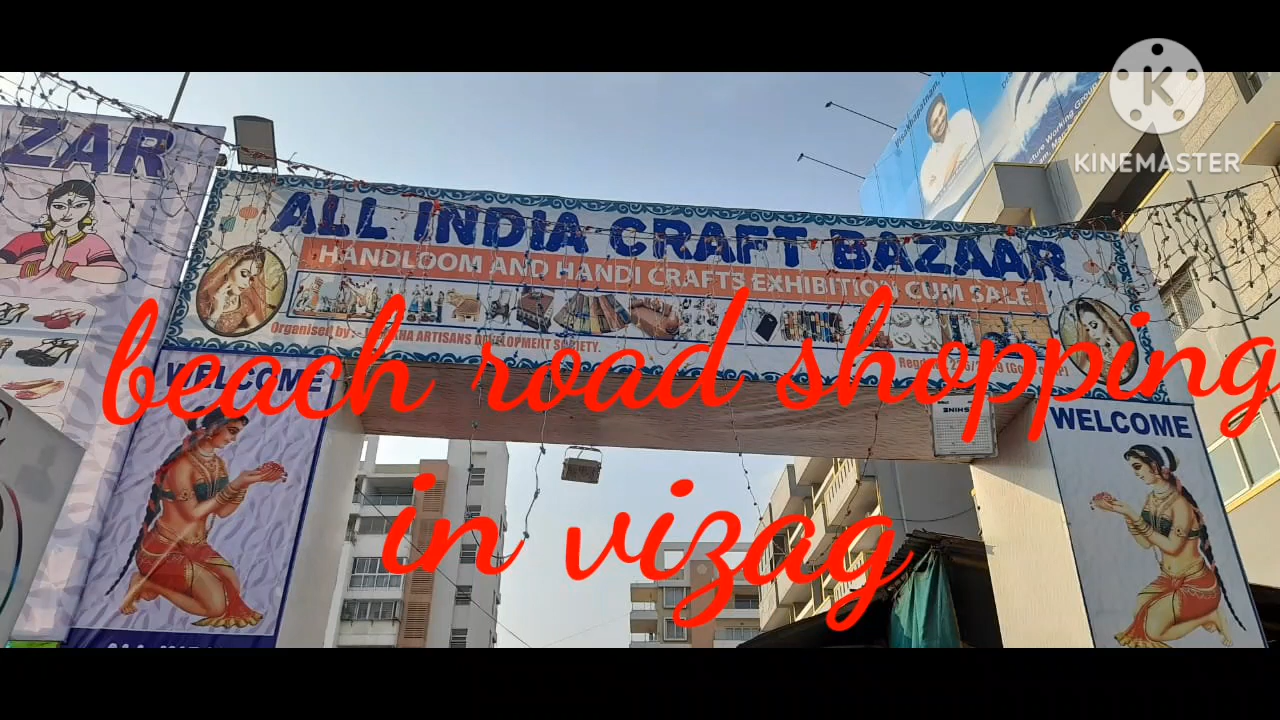 ZAR
ALL INDIA CRAFT BAZAAR
HANDLOOM AND HANDI CRAFTS EXHIBITION CUM SALE
Organised by :- ARTISANS DEVELOPMENT SOCIETY.
WELCOME
WELCOME
Visakhapatnam,
KINEMASTER
beach road shopping
in vizag